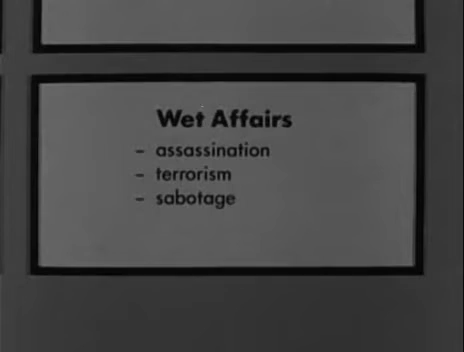 Wet Affairs
– assassination
– terrorism
– sabotage